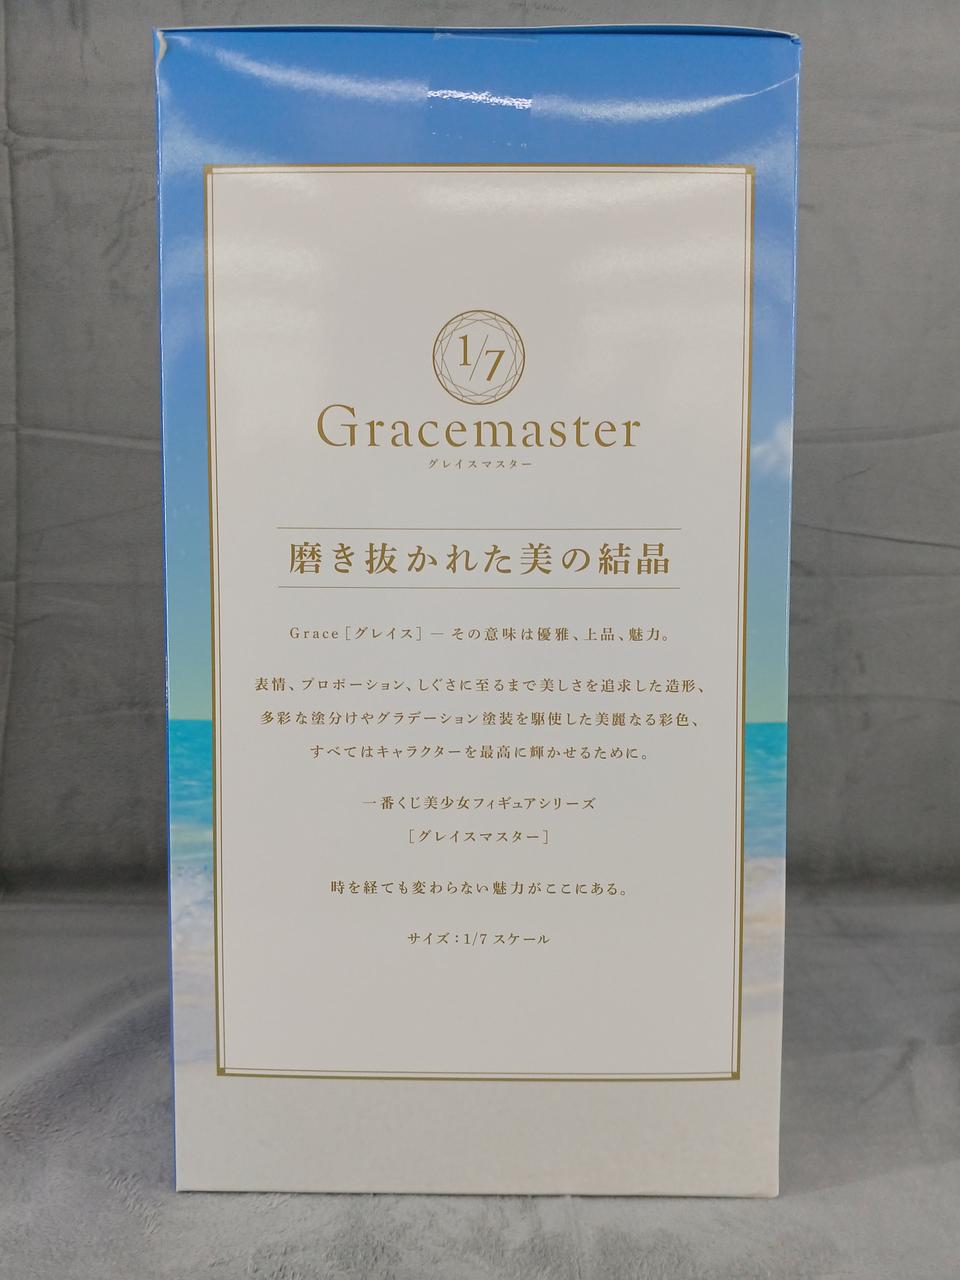 1/7
Gracemaster
グレイスマスター
磨き抜かれた美の結晶
Grace［グレイス］― その意味は優雅、上品、魅力。
表情、プロポーション、しぐさに至るまで美しさを追求した造形、
多彩な塗分けやグラデーション塗装を駆使した美麗なる彩色、
すべてはキャラクターを最高に輝かせるために。
一番くじ美少女フィギュアシリーズ
［グレイスマスター］
時を経ても変わらない魅力がここにある。
サイズ：1/7 スケール